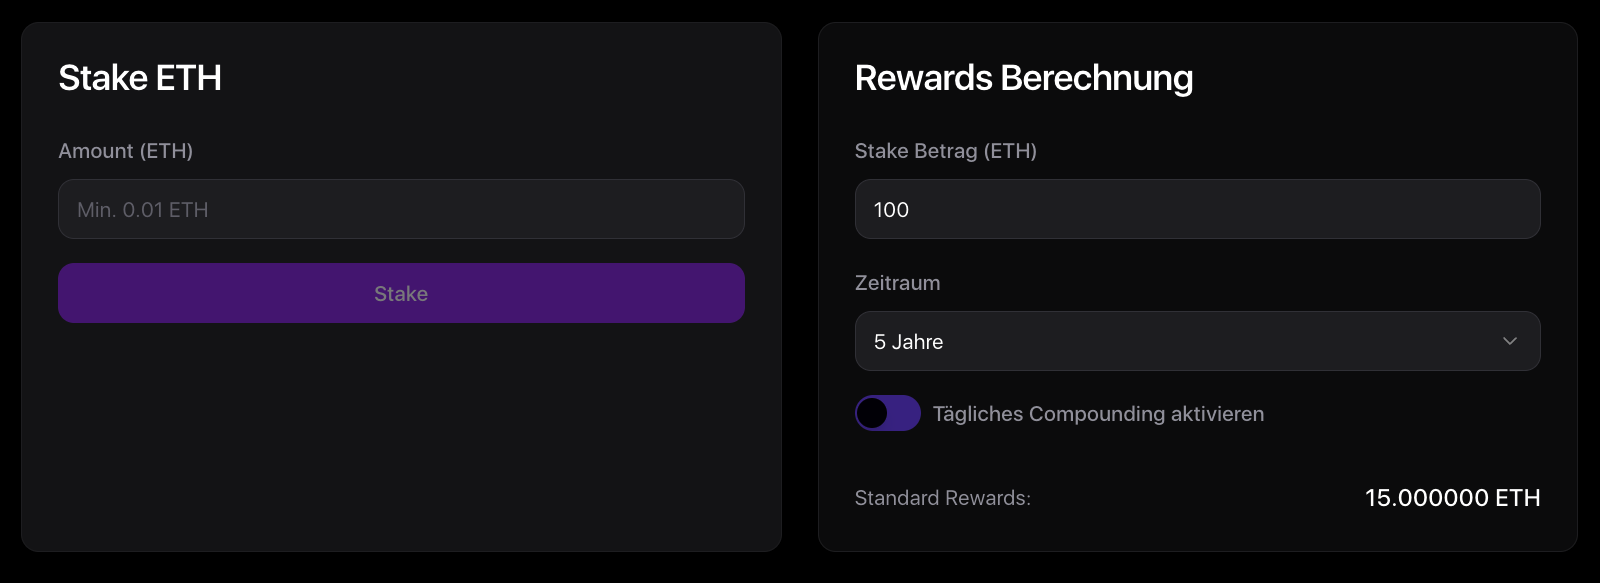 Stake ETH
Amount (ETH)
Min. 0.01 ETH
Stake
Rewards Berechnung
Stake Betrag (ETH)
100
Zeitraum
5 Jahre
Tägliches Compounding aktivieren
Standard Rewards: 15.000000 ETH